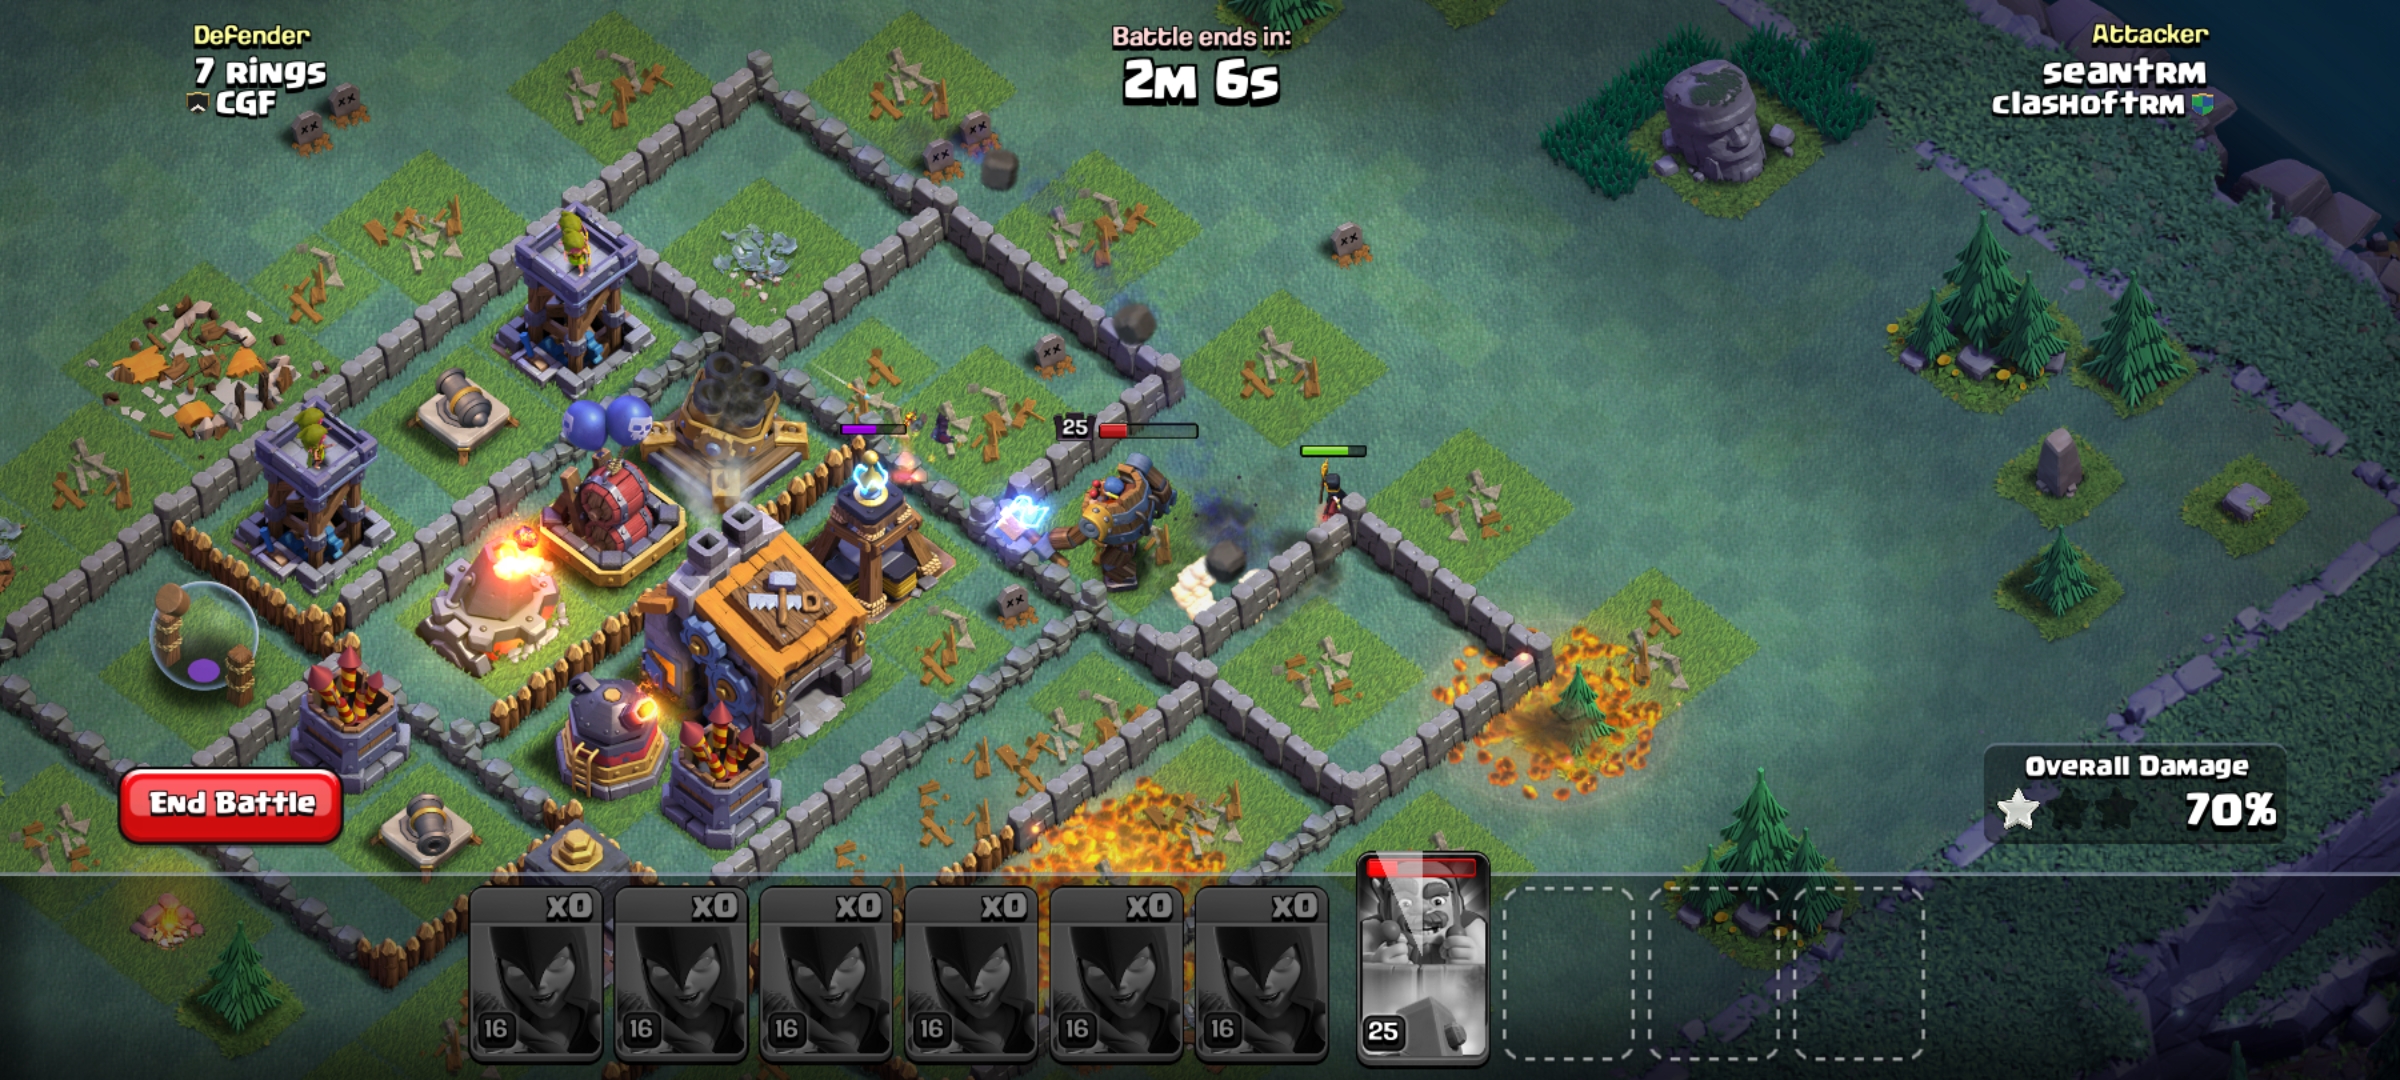 Defender
7 Rings
CGF
Battle ends in:
2M 6s
Attacker
seantRM
clashoftRM
25
End Battle
Overall Damage
70%
x0
x0
x0
x0
x0
x0
16
16
16
16
16
16
25